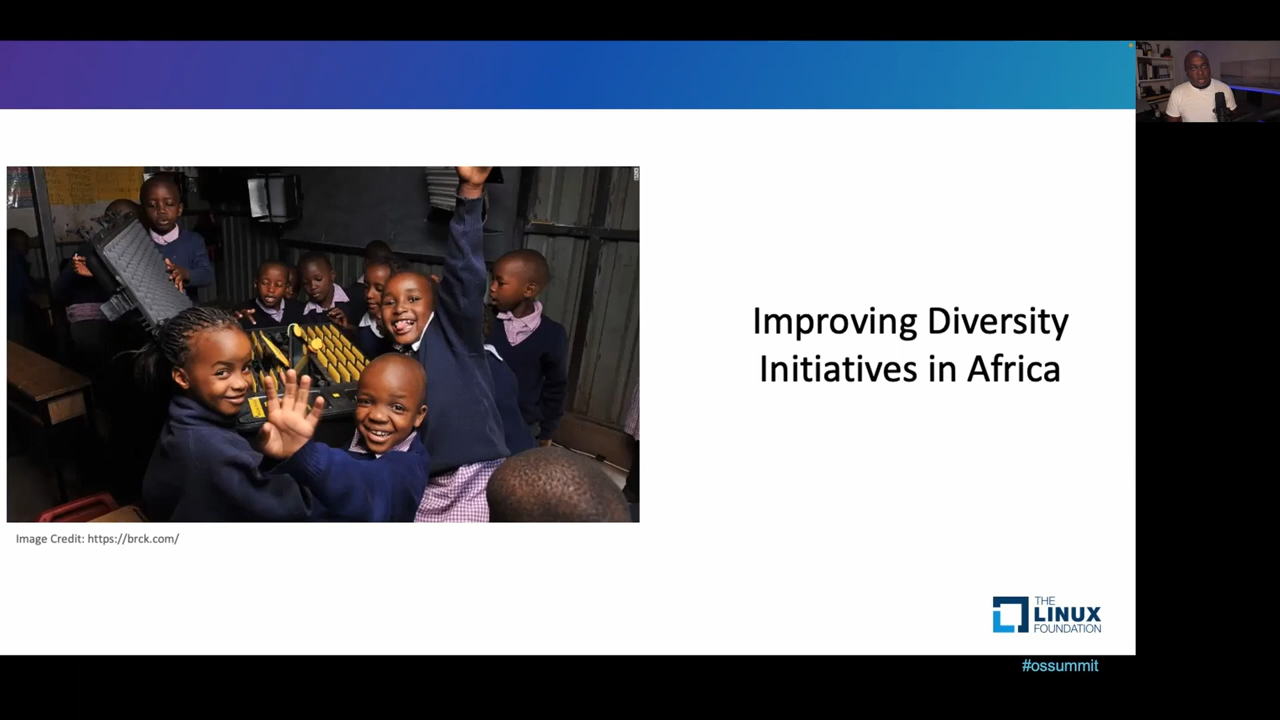 Improving Diversity
Initiatives in Africa
Image Credit: https://brck.com/
THE
LINUX
FOUNDATION
#ossummit